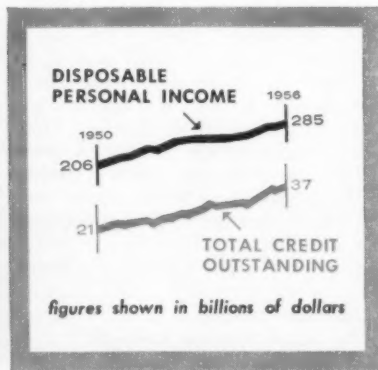 DISPOSABLE
PERSONAL INCOME
1956
1950
285
206
37
21
TOTAL CREDIT
OUTSTANDING
figures shown in billions of dollars